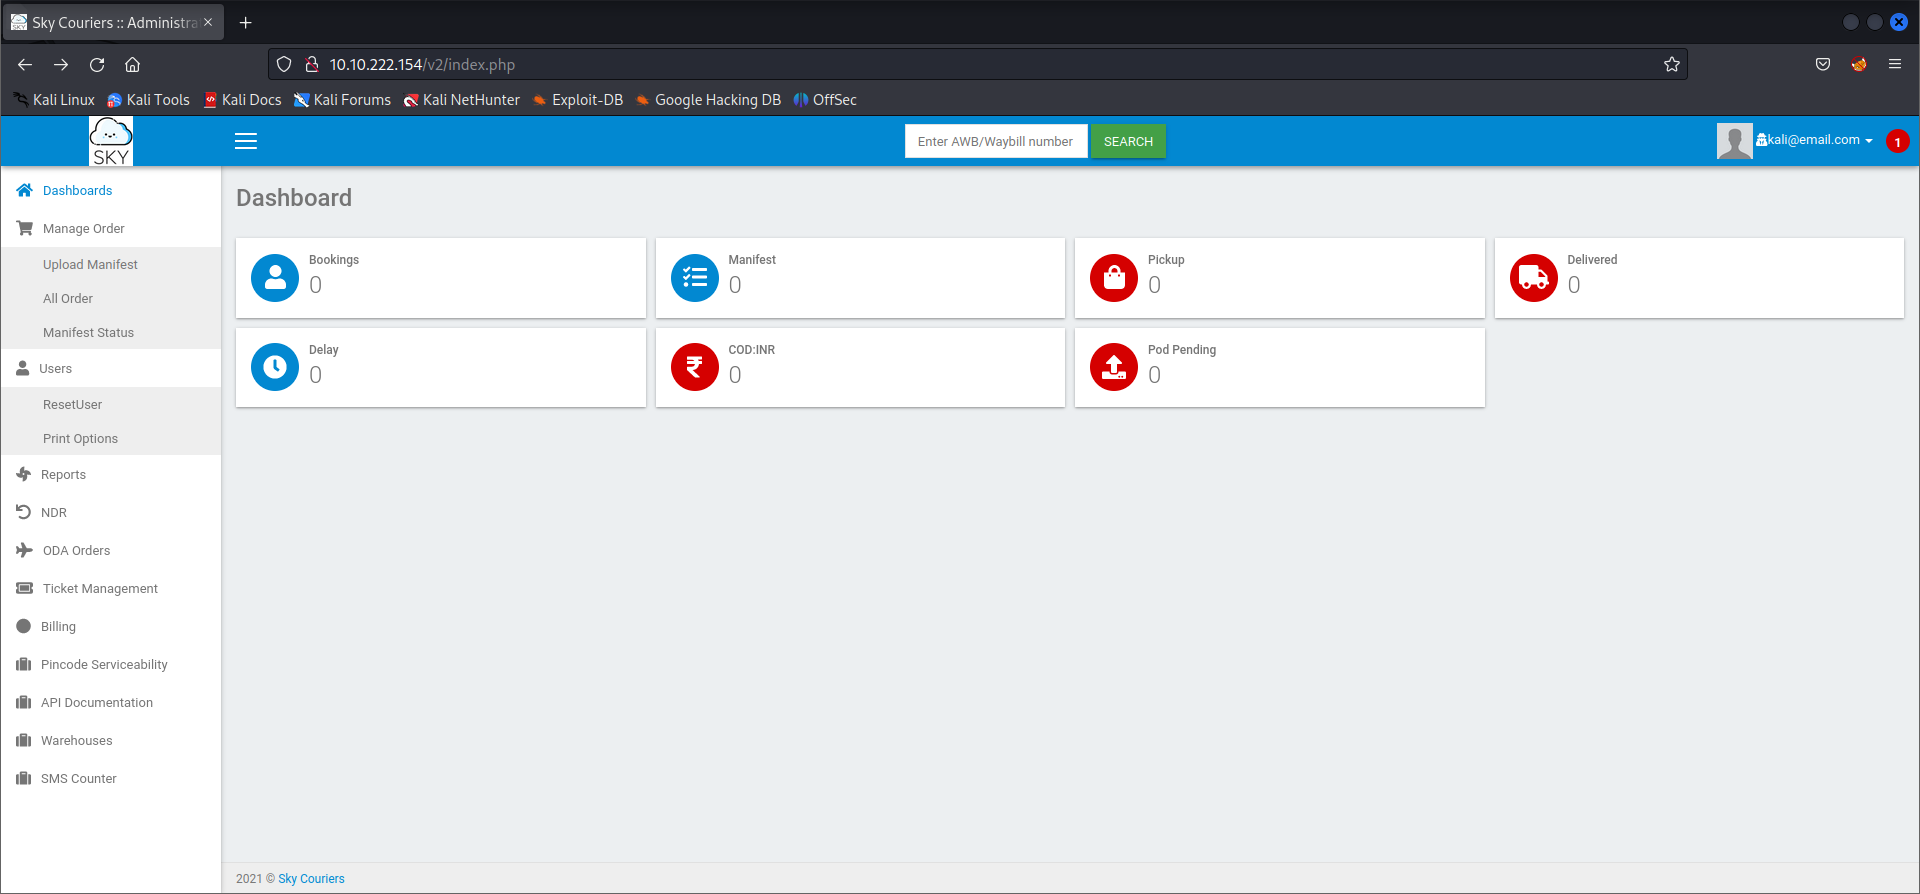 Sky Couriers :: Administra
10.10.222.154/v2/index.php
Kali Linux Kali Tools Kali Docs Kali Forums Kali NetHunter Exploit-DB Google Hacking DB OffSec
SKY
Enter AWB/Waybill number SEARCH
kali@email.com 1
Dashboards
Manage Order
Upload Manifest
All Order
Manifest Status
Users
ResetUser
Print Options
Reports
NDR
ODA Orders
Ticket Management
Billing
Pincode Serviceability
API Documentation
Warehouses
SMS Counter
Dashboard
Bookings
0
Manifest
0
Pickup
0
Delivered
0
Delay
0
COD:INR
0
Pod Pending
0
2021 © Sky Couriers